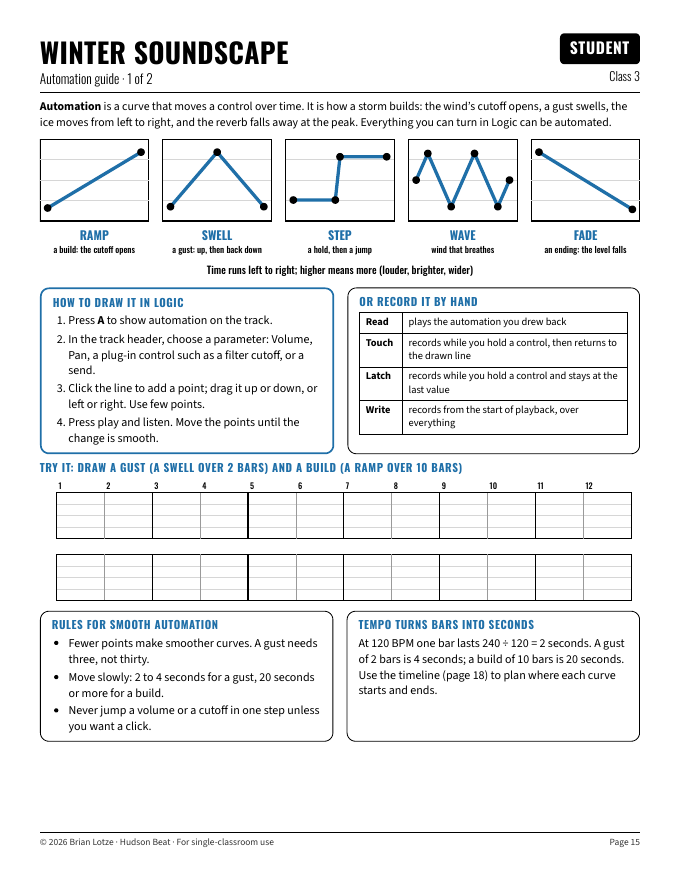 WINTER SOUNDSCAPE
STUDENT
Automation guide · 1 of 2
Class 3
Automation is a curve that moves a control over time. It is how a storm builds: the wind’s cutoff opens, a gust swells, the
ice moves from left to right, and the reverb falls away at the peak. Everything you can turn in Logic can be automated.
RAMP
a build: the cutoff opens
SWELL
a gust: up, then back down
STEP
a hold, then a jump
WAVE
wind that breathes
FADE
an ending: the level falls
Time runs left to right; higher means more (louder, brighter, wider)
HOW TO DRAW IT IN LOGIC
1. Press A to show automation on the track.
2. In the track header, choose a parameter: Volume,
Pan, a plug-in control such as a filter cutoff, or a
send.
3. Click the line to add a point; drag it up or down, or
left or right. Use few points.
4. Press play and listen. Move the points until the
change is smooth.
OR RECORD IT BY HAND
Read plays the automation you drew back
Touch records while you hold a control, then returns to
the drawn line
Latch records while you hold a control and stays at the
last value
Write records from the start of playback, over
everything
TRY IT: DRAW A GUST (A SWELL OVER 2 BARS) AND A BUILD (A RAMP OVER 10 BARS)
1 2 3 4 5 6 7 8 9 10 11 12
RULES FOR SMOOTH AUTOMATION
• Fewer points make smoother curves. A gust needs
three, not thirty.
• Move slowly: 2 to 4 seconds for a gust, 20 seconds
or more for a build.
• Never jump a volume or a cutoff in one step unless
you want a click.
TEMPO TURNS BARS INTO SECONDS
At 120 BPM one bar lasts 240 ÷ 120 = 2 seconds. A gust
of 2 bars is 4 seconds; a build of 10 bars is 20 seconds.
Use the timeline (page 18) to plan where each curve
starts and ends.
© 2026 Brian Lotze · Hudson Beat · For single-classroom use
Page 15